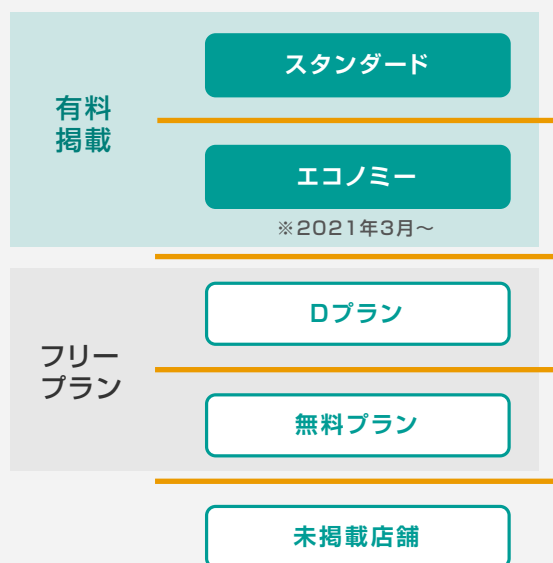 有料
掲載
スタンダード
エコノミー
※2021年3月〜
フリー
プラン
Dプラン
無料プラン
未掲載店舗